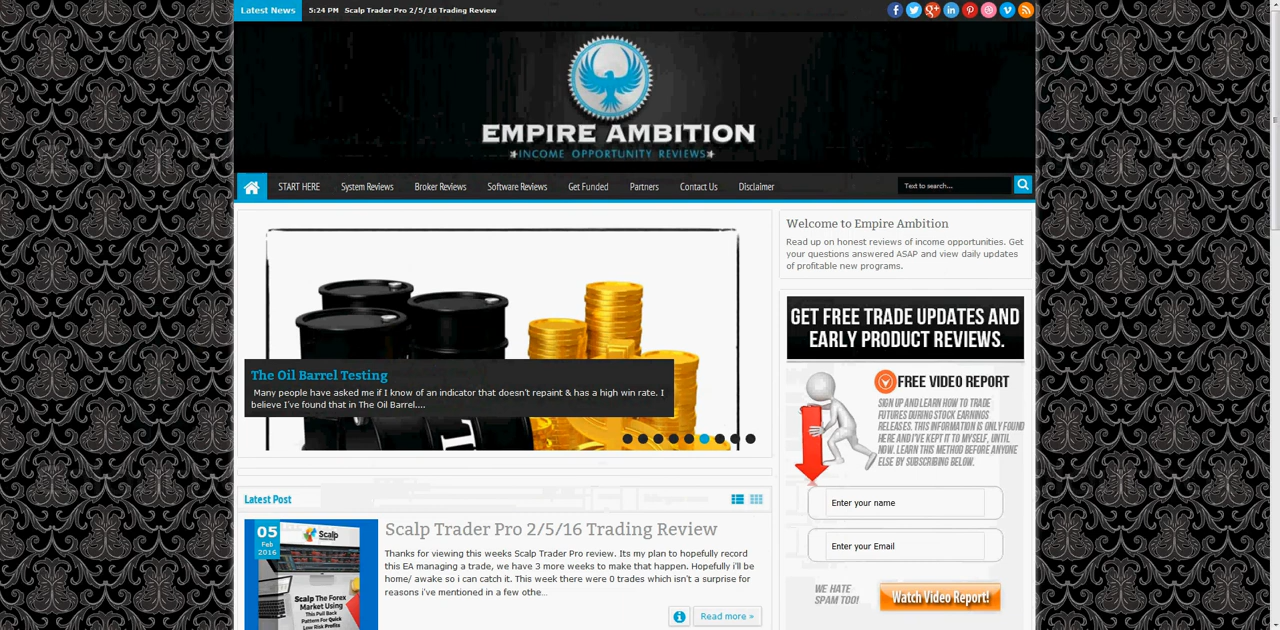 Latest News
5:24 PM Scalp Trader Pro 2/5/16 Trading Review
EMPIRE AMBITION
INCOME OPPORTUNITY REVIEWS
START HERE
System Reviews
Broker Reviews
Software Reviews
Get Funded
Partners
Contact Us
Disclaimer
Text to search...
The Oil Barrel Testing
Many people have asked me if I know of an indicator that doesn't repaint & has a high win rate. I
believe I've found that in The Oil Barrel....
Latest Post
05
Feb
2016
Scalp
Scalp The Forex
Market Using
This Pull Back
Pattern For Quick
Low Risk Profits
Scalp Trader Pro 2/5/16 Trading Review
Thanks for viewing this weeks Scalp Trader Pro review. Its my plan to hopefully record
this EA managing a trade, we have 3 more weeks to make that happen. Hopefully i'll be
home/ awake so i can catch it. This week there were 0 trades which isn't a surprise for
reasons i've mentioned in a few othe...
Read more »
Welcome to Empire Ambition
Read up on honest reviews of income opportunities. Get
your questions answered ASAP and view daily updates
of profitable new programs.
GET FREE TRADE UPDATES AND
EARLY PRODUCT REVIEWS.
FREE VIDEO REPORT
SIGN UP AND LEARN HOW TO TRADE
FUTURES DURING STOCK EARNINGS
RELEASES. THIS INFORMATION IS ONLY FOUND
HERE AND I'VE KEPT IT TO MYSELF, UNTIL
NOW. LEARN THIS METHOD BEFORE ANYONE
ELSE BY SUBSCRIBING BELOW.
Enter your name
Enter your Email
WE HATE
SPAM TOO!
Watch Video Report!